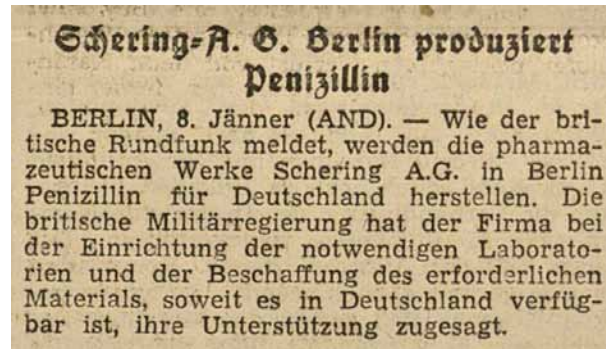 Schering-A. G. Berlin produziert
Penizillin
BERLIN, 8. Jänner (AND). — Wie der bri-
tische Rundfunk meldet, werden die pharma-
zeutischen Werke Schering A.G. in Berlin
Penizillin für Deutschland herstellen. Die
britische Militärregierung hat der Firma bei
der Einrichtung der notwendigen Laborato-
rien und der Beschaffung des erforderlichen
Materials, soweit es in Deutschland verfüg-
bar ist, ihre Unterstützung zugesagt.